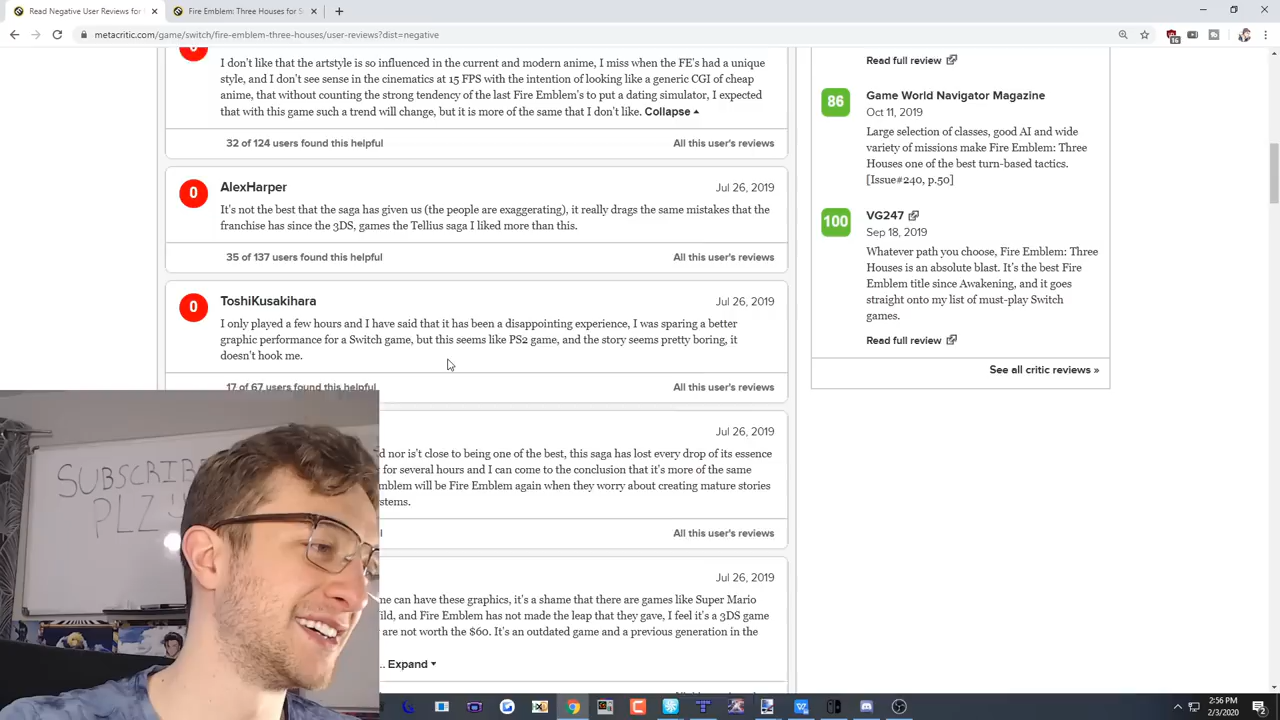 Read Negative User Reviews for
Fire Emblem: Three Houses for S
metacritic.com/game/switch/fire-emblem-three-houses/user-reviews?dist=negative
16
I don't like that the artstyle is so influenced in the current and modern anime, I miss when the FE's had a unique
style, and I don't see sense in the cinematics at 15 FPS with the intention of looking like a generic CGI of cheap
anime, that without counting the strong tendency of the last Fire Emblem's to put a dating simulator, I expected
that with this game such a trend will change, but it is more of the same that I don't like. Collapse
32 of 124 users found this helpful
All this user's reviews
0
AlexHarper
Jul 26, 2019
It's not the best that the saga has given us (the people are exaggerating), it really drags the same mistakes that the
franchise has since the 3DS, games the Tellius saga I liked more than this.
35 of 137 users found this helpful
All this user's reviews
0
ToshiKusakihara
Jul 26, 2019
I only played a few hours and I have said that it has been a disappointing experience, I was sparing a better
graphic performance for a Switch game, but this seems like PS2 game, and the story seems pretty boring, it
doesn't hook me.
17 of 67 users found this helpful
All this user's reviews
Jul 26, 2019
d nor is't close to being one of the best, this saga has lost every drop of its essence
for several hours and I can come to the conclusion that it's more of the same
mblem will be Fire Emblem again when they worry about creating mature stories
stems.
All this user's reviews
Jul 26, 2019
me can have these graphics, it's a shame that there are games like Super Mario
ild, and Fire Emblem has not made the leap that they gave, I feel it's a 3DS game
are not worth the $60. It's an outdated game and a previous generation in the
... Expand
Read full review
86
Game World Navigator Magazine
Oct 11, 2019
Large selection of classes, good AI and wide
variety of missions make Fire Emblem: Three
Houses one of the best turn-based tactics.
[Issue#240, p.50]
100
VG247
Sep 18, 2019
Whatever path you choose, Fire Emblem: Three
Houses is an absolute blast. It's the best Fire
Emblem title since Awakening, and it goes
straight onto my list of must-play Switch
games.
Read full review
See all critic reviews »
SUBSCRIB
PLZ
2:56 PM
2/3/2020